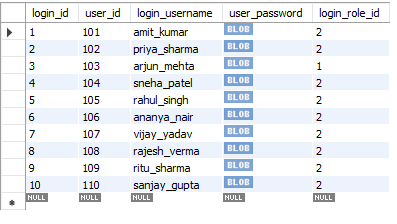 login_id user_id login_username user_password login_role_id
1 101 amit_kumar BLOB 2
2 102 priya_sharma BLOB 2
3 103 arjun_mehta BLOB 1
4 104 sneha_patel BLOB 2
5 105 rahul_singh BLOB 2
6 106 ananya_nair BLOB 2
7 107 vijay_yadav BLOB 2
8 108 rajesh_verma BLOB 2
9 109 ritu_sharma BLOB 2
10 110 sanjay_gupta BLOB 2
NULL NULL NULL NULL NULL